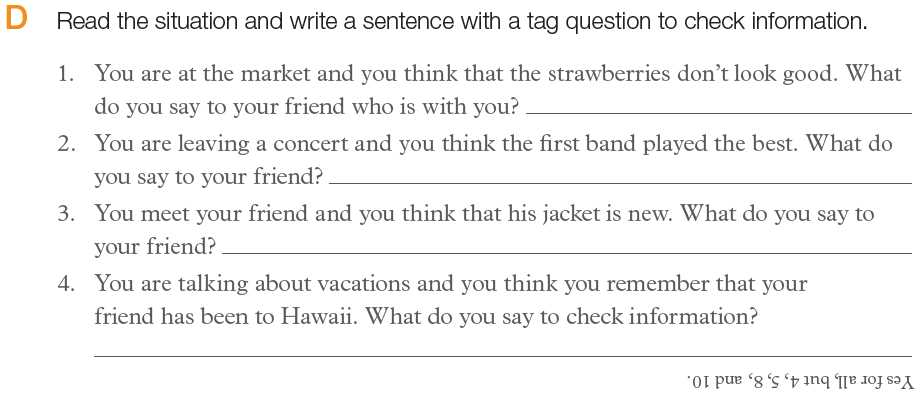 D Read the situation and write a sentence with a tag question to check information.
1. You are at the market and you think that the strawberries don't look good. What
do you say to your friend who is with you?
2. You are leaving a concert and you think the first band played the best. What do
you say to your friend?
3. You meet your friend and you think that his jacket is new. What do you say to
your friend?
4. You are talking about vacations and you think you remember that your
friend has been to Hawaii. What do you say to check information?
Yes for all, but 4, 5, 8, and 10.